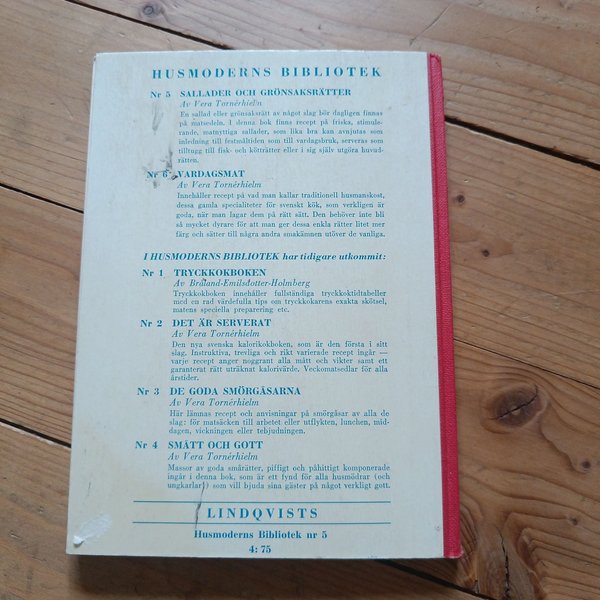 HUSMODERNS BIBLIOTEK
Nr 5 SALLADER OCH GRÖNSAKSRÄTTER
Av Vera Tornérhielm
En sallad eller grönsaksrätt av något slag bör dagligen finnas
på matsedeln. I denna bok finns recept på friska, stimule-
rande, matnyttiga sallader, som lika bra kan avnjutas som
inledning till festmåltiden som till vardagsbruk, serveras som
tilltugg till fisk- och kötträtter eller i sig själv utgöra huvud-
rätten.
Nr 6 VARDAGSMAT
Av Vera Tornérhielm
Innehåller recept på vad man kallar traditionell husmanskost,
dessa gamla specialiteter för svenskt kök, som verkligen är
goda, när man lagar dem på rätt sätt. Den behöver inte bli
så mycket dyrare för att man ger dessa enkla rätter litet mer
färg och sätter till några andra smakämnen utöver de vanliga.
I HUSMODERNS BIBLIOTEK har tidigare utkommit:
Nr 1 TRYCKKOKBOKEN
Av Bråland-Emilsdotter-Holmberg
Tryckkokboken innehåller fullständiga tryckkoktidtabeller
med en rad värdefulla tips om tryckkokarens exakta skötsel,
matens speciella preparering etc.
Nr 2 DET ÄR SERVERAT
Av Vera Tornérhielm
Den nya svenska kalorikokboken, som är den första i sitt
slag. Instruktiva, trevliga och rikt varierade recept ingår —
varje recept anger noggrant alla mått och vikter samt ett
garanterat rätt uträknat kalorivärde. Veckomatsedlar för alla
årstider.
Nr 3 DE GODA SMÖRGÅSARNA
Av Vera Tornérhielm
Här lämnas recept och anvisningar på smörgåsar av alla de
slag: för matsäcken till arbetet eller utflykten, lunchen, mid-
dagen, vickningen eller tebjudningen.
Nr 4 SMÅTT OCH GOTT
Av Vera Tornérhielm
Massor av goda smårätter, piffigt och påhittigt komponerade
ingår i denna bok, som är ett fynd för alla husmödrar (och
ungkarlar!) som vill bjuda sina gäster på något verkligt gott.
LINDQVISTS
Husmoderns Bibliotek nr 5
4: 75